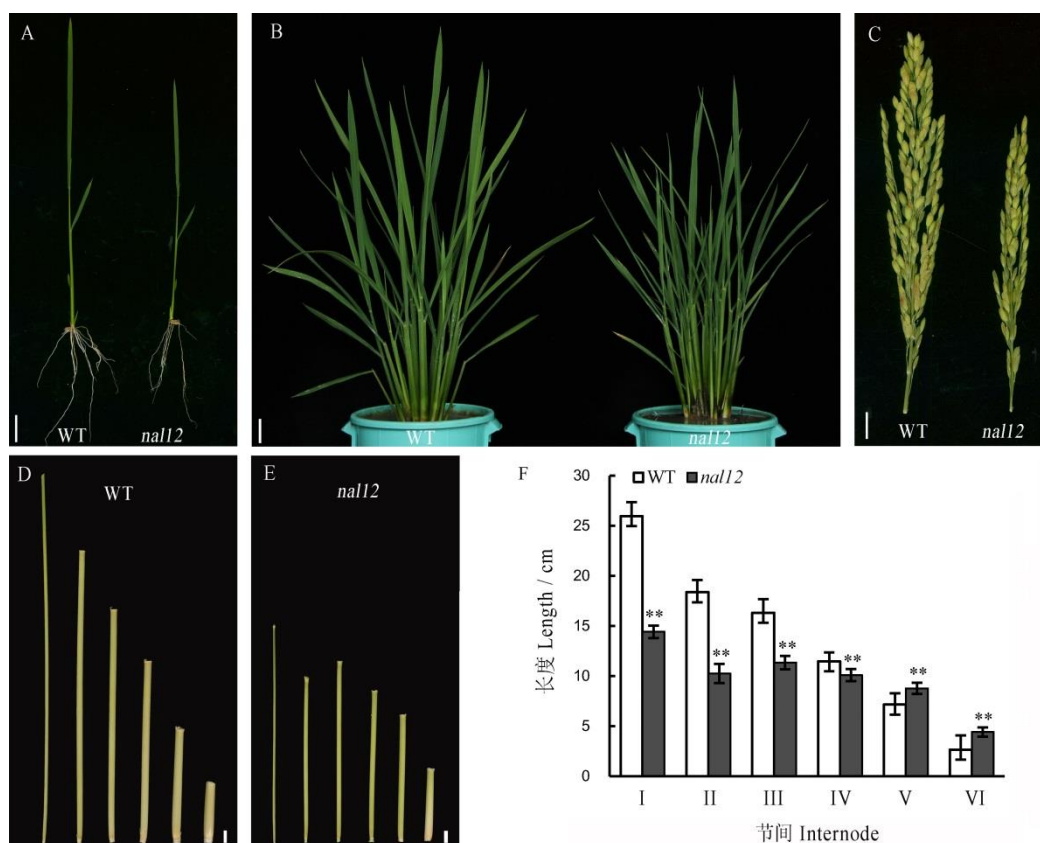 A
WT
nal12
B
WT
nal12
C
WT
nal12
D
WT
E
nal12
F
WT
nal12
长度 Length / cm
30
25
20
15
10
5
0
**
**
**
**
**
**
I
II
III
IV
V
VI
节间 Internode